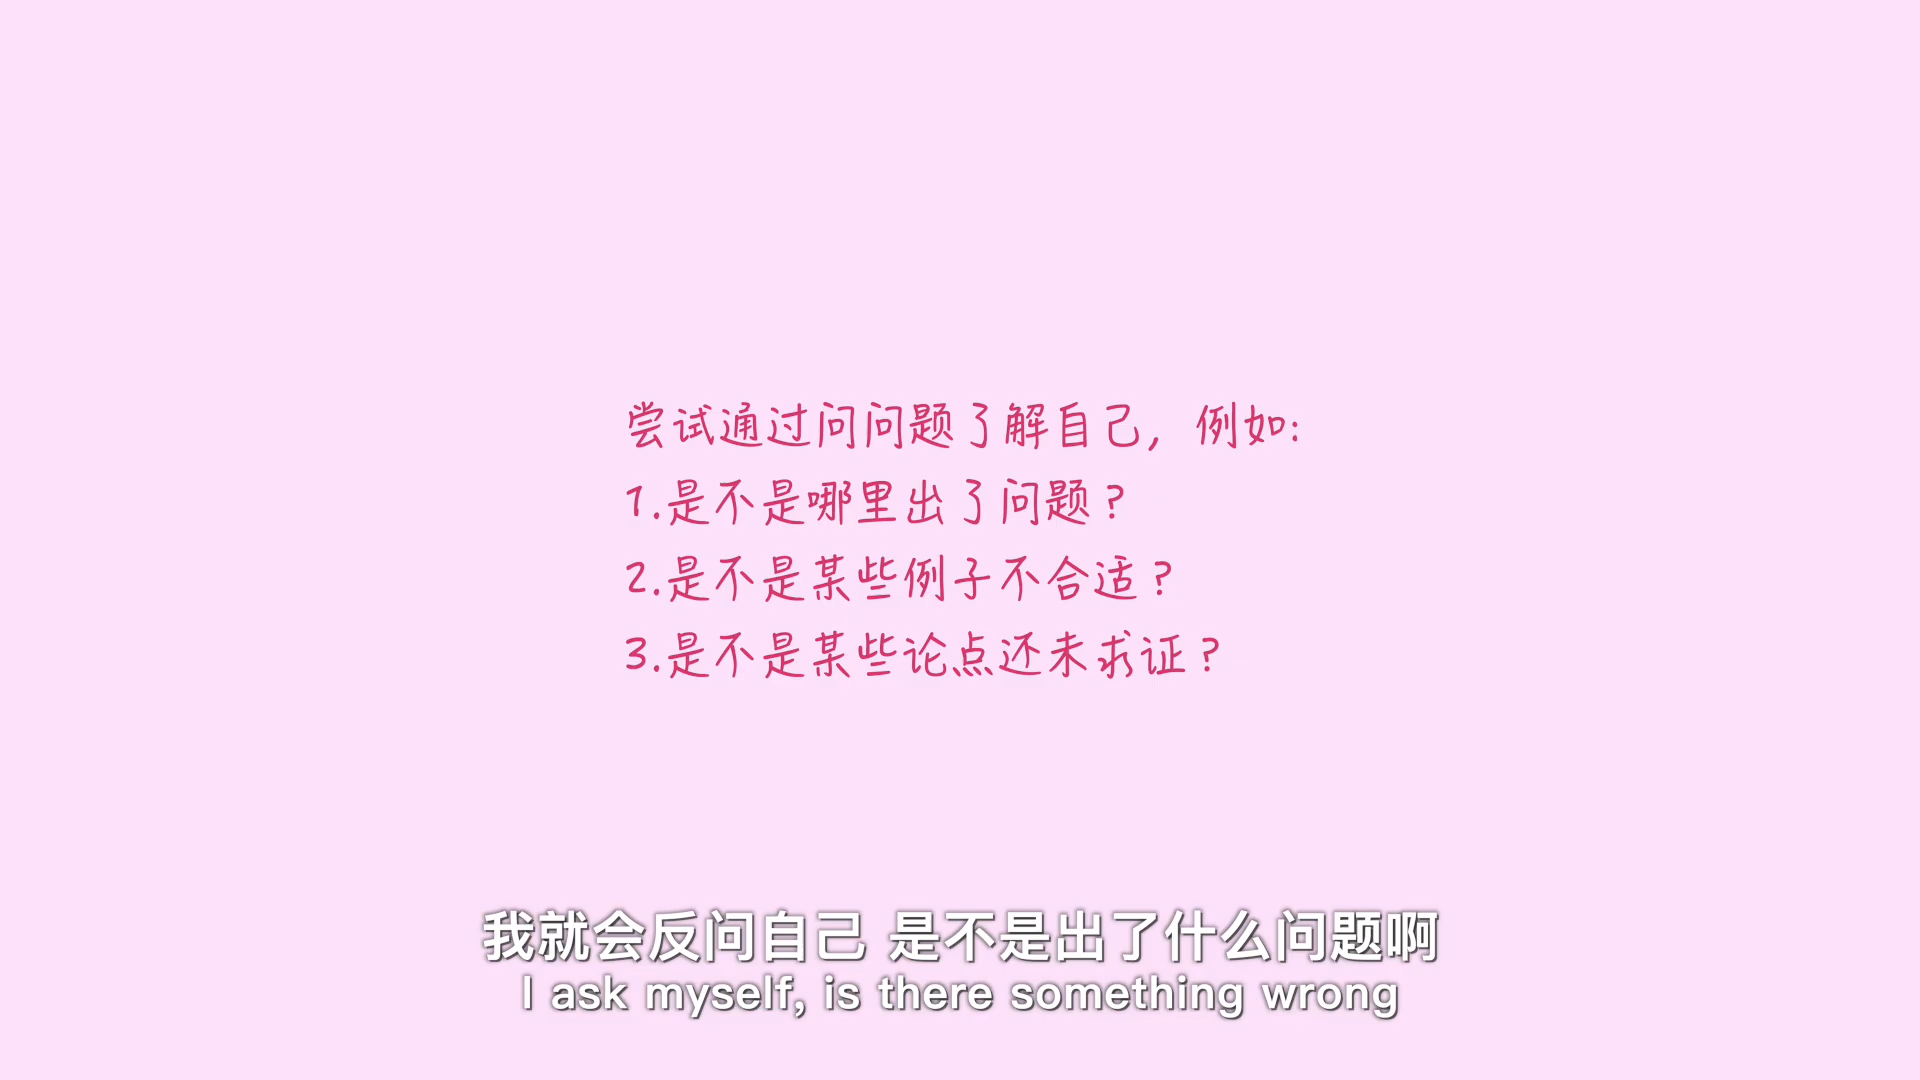 尝试通过问问题了解自己，例如:
1.是不是哪里出了问题？
2.是不是某些例子不合适？
3.是不是某些论点还未求证？
我就会反问自己 是不是出了什么问题啊
I ask myself, is there something wrong